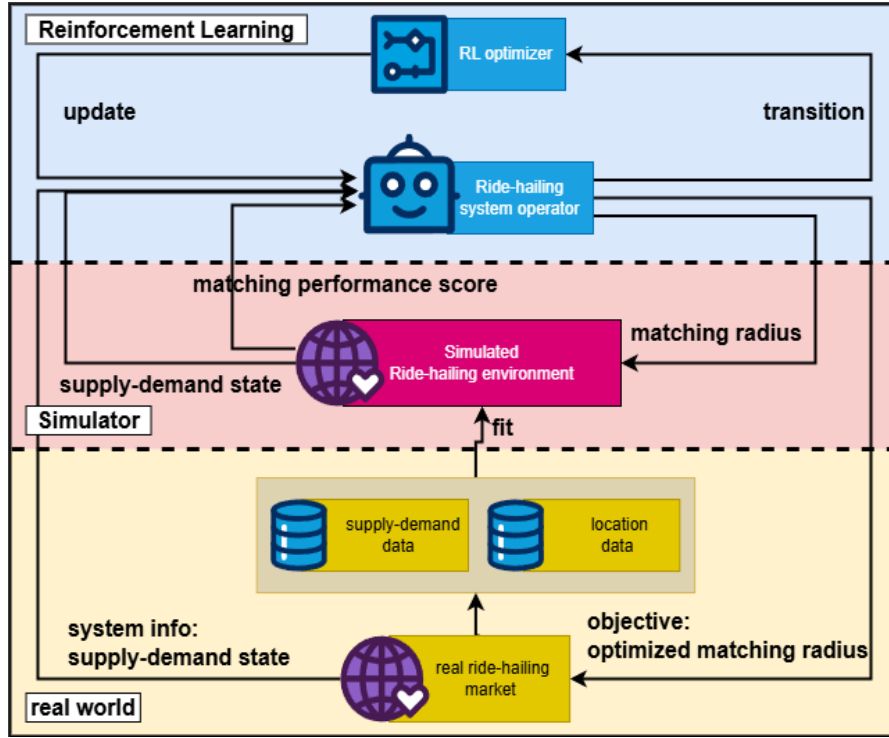 Reinforcement Learning
RL optimizer
update
transition
Ride-hailing
system operator
matching performance score
Simulated
Ride-hailing environment
matching radius
supply-demand state
Simulator
fit
supply-demand
data
location
data
system info:
supply-demand state
objective:
optimized matching radius
real ride-hailing
market
real world